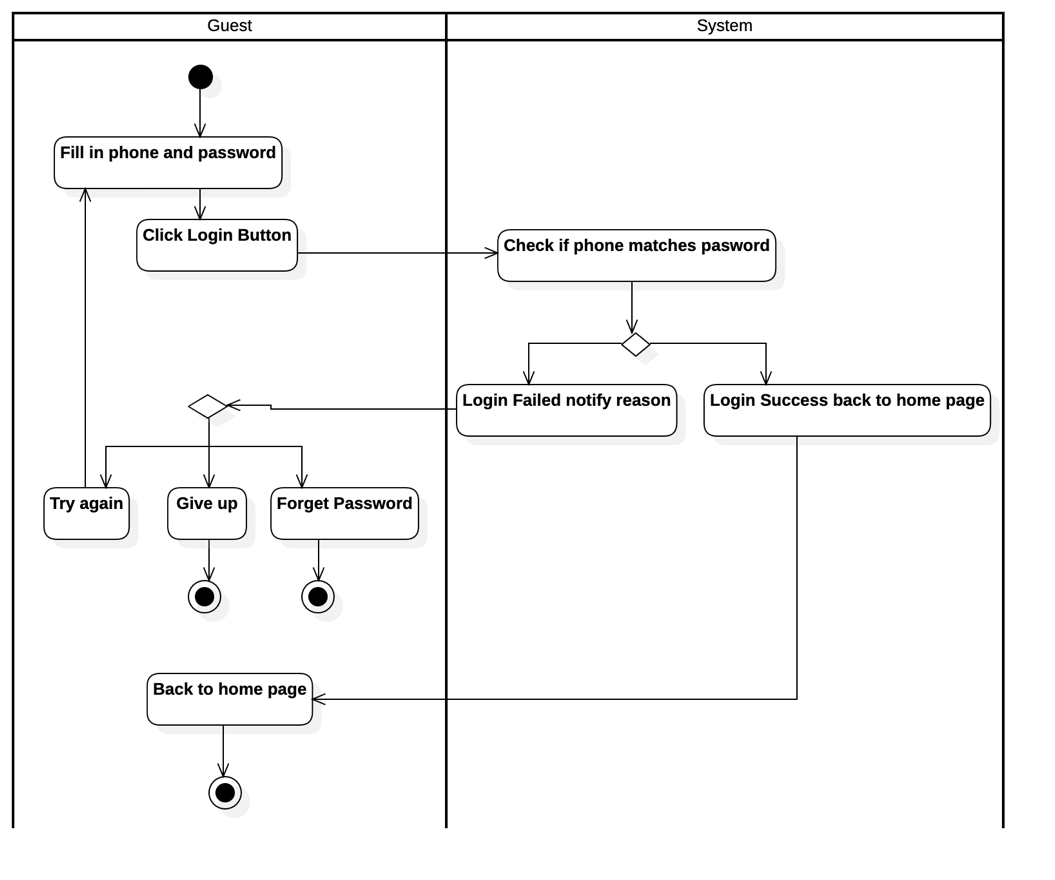 Guest
System
Fill in phone and password
Click Login Button
Check if phone matches pasword
Login Failed notify reason
Login Success back to home page
Try again
Give up
Forget Password
Back to home page